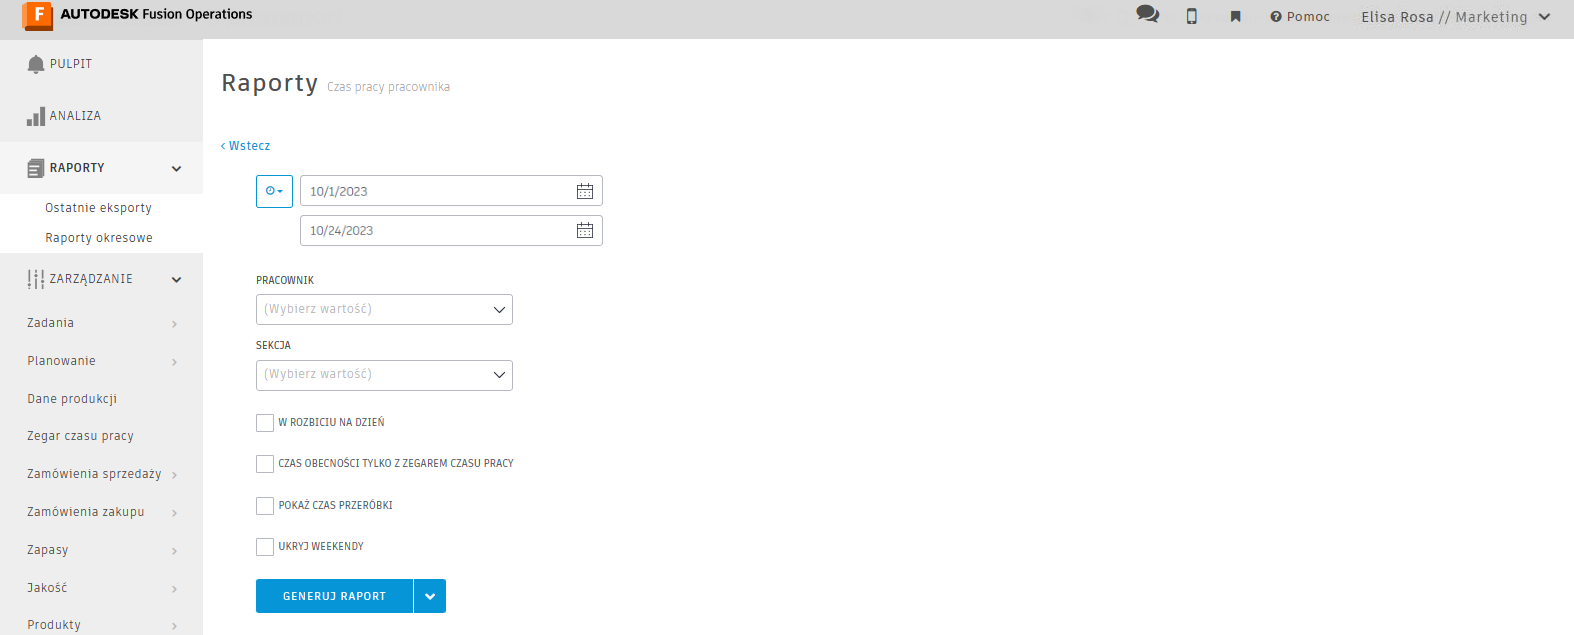 F AUTODESK Fusion Operations
Pomoc
Elisa Rosa // Marketing
PULPIT
ANALIZA
RAPORTY
Ostatnie eksporty
Raporty okresowe
ZARZĄDZANIE
Zadania
Planowanie
Dane produkcji
Zegar czasu pracy
Zamówienia sprzedaży
Zamówienia zakupu
Zapasy
Jakość
Produkty
Raporty Czas pracy pracownika
‹ Wstecz
10/1/2023
10/24/2023
PRACOWNIK
(Wybierz wartość)
SEKCJA
(Wybierz wartość)
W ROZBICIU NA DZIEŃ
CZAS OBECNOŚCI TYLKO Z ZEGAREM CZASU PRACY
POKAŻ CZAS PRZERÓBKI
UKRYJ WEEKENDY
GENERUJ RAPORT